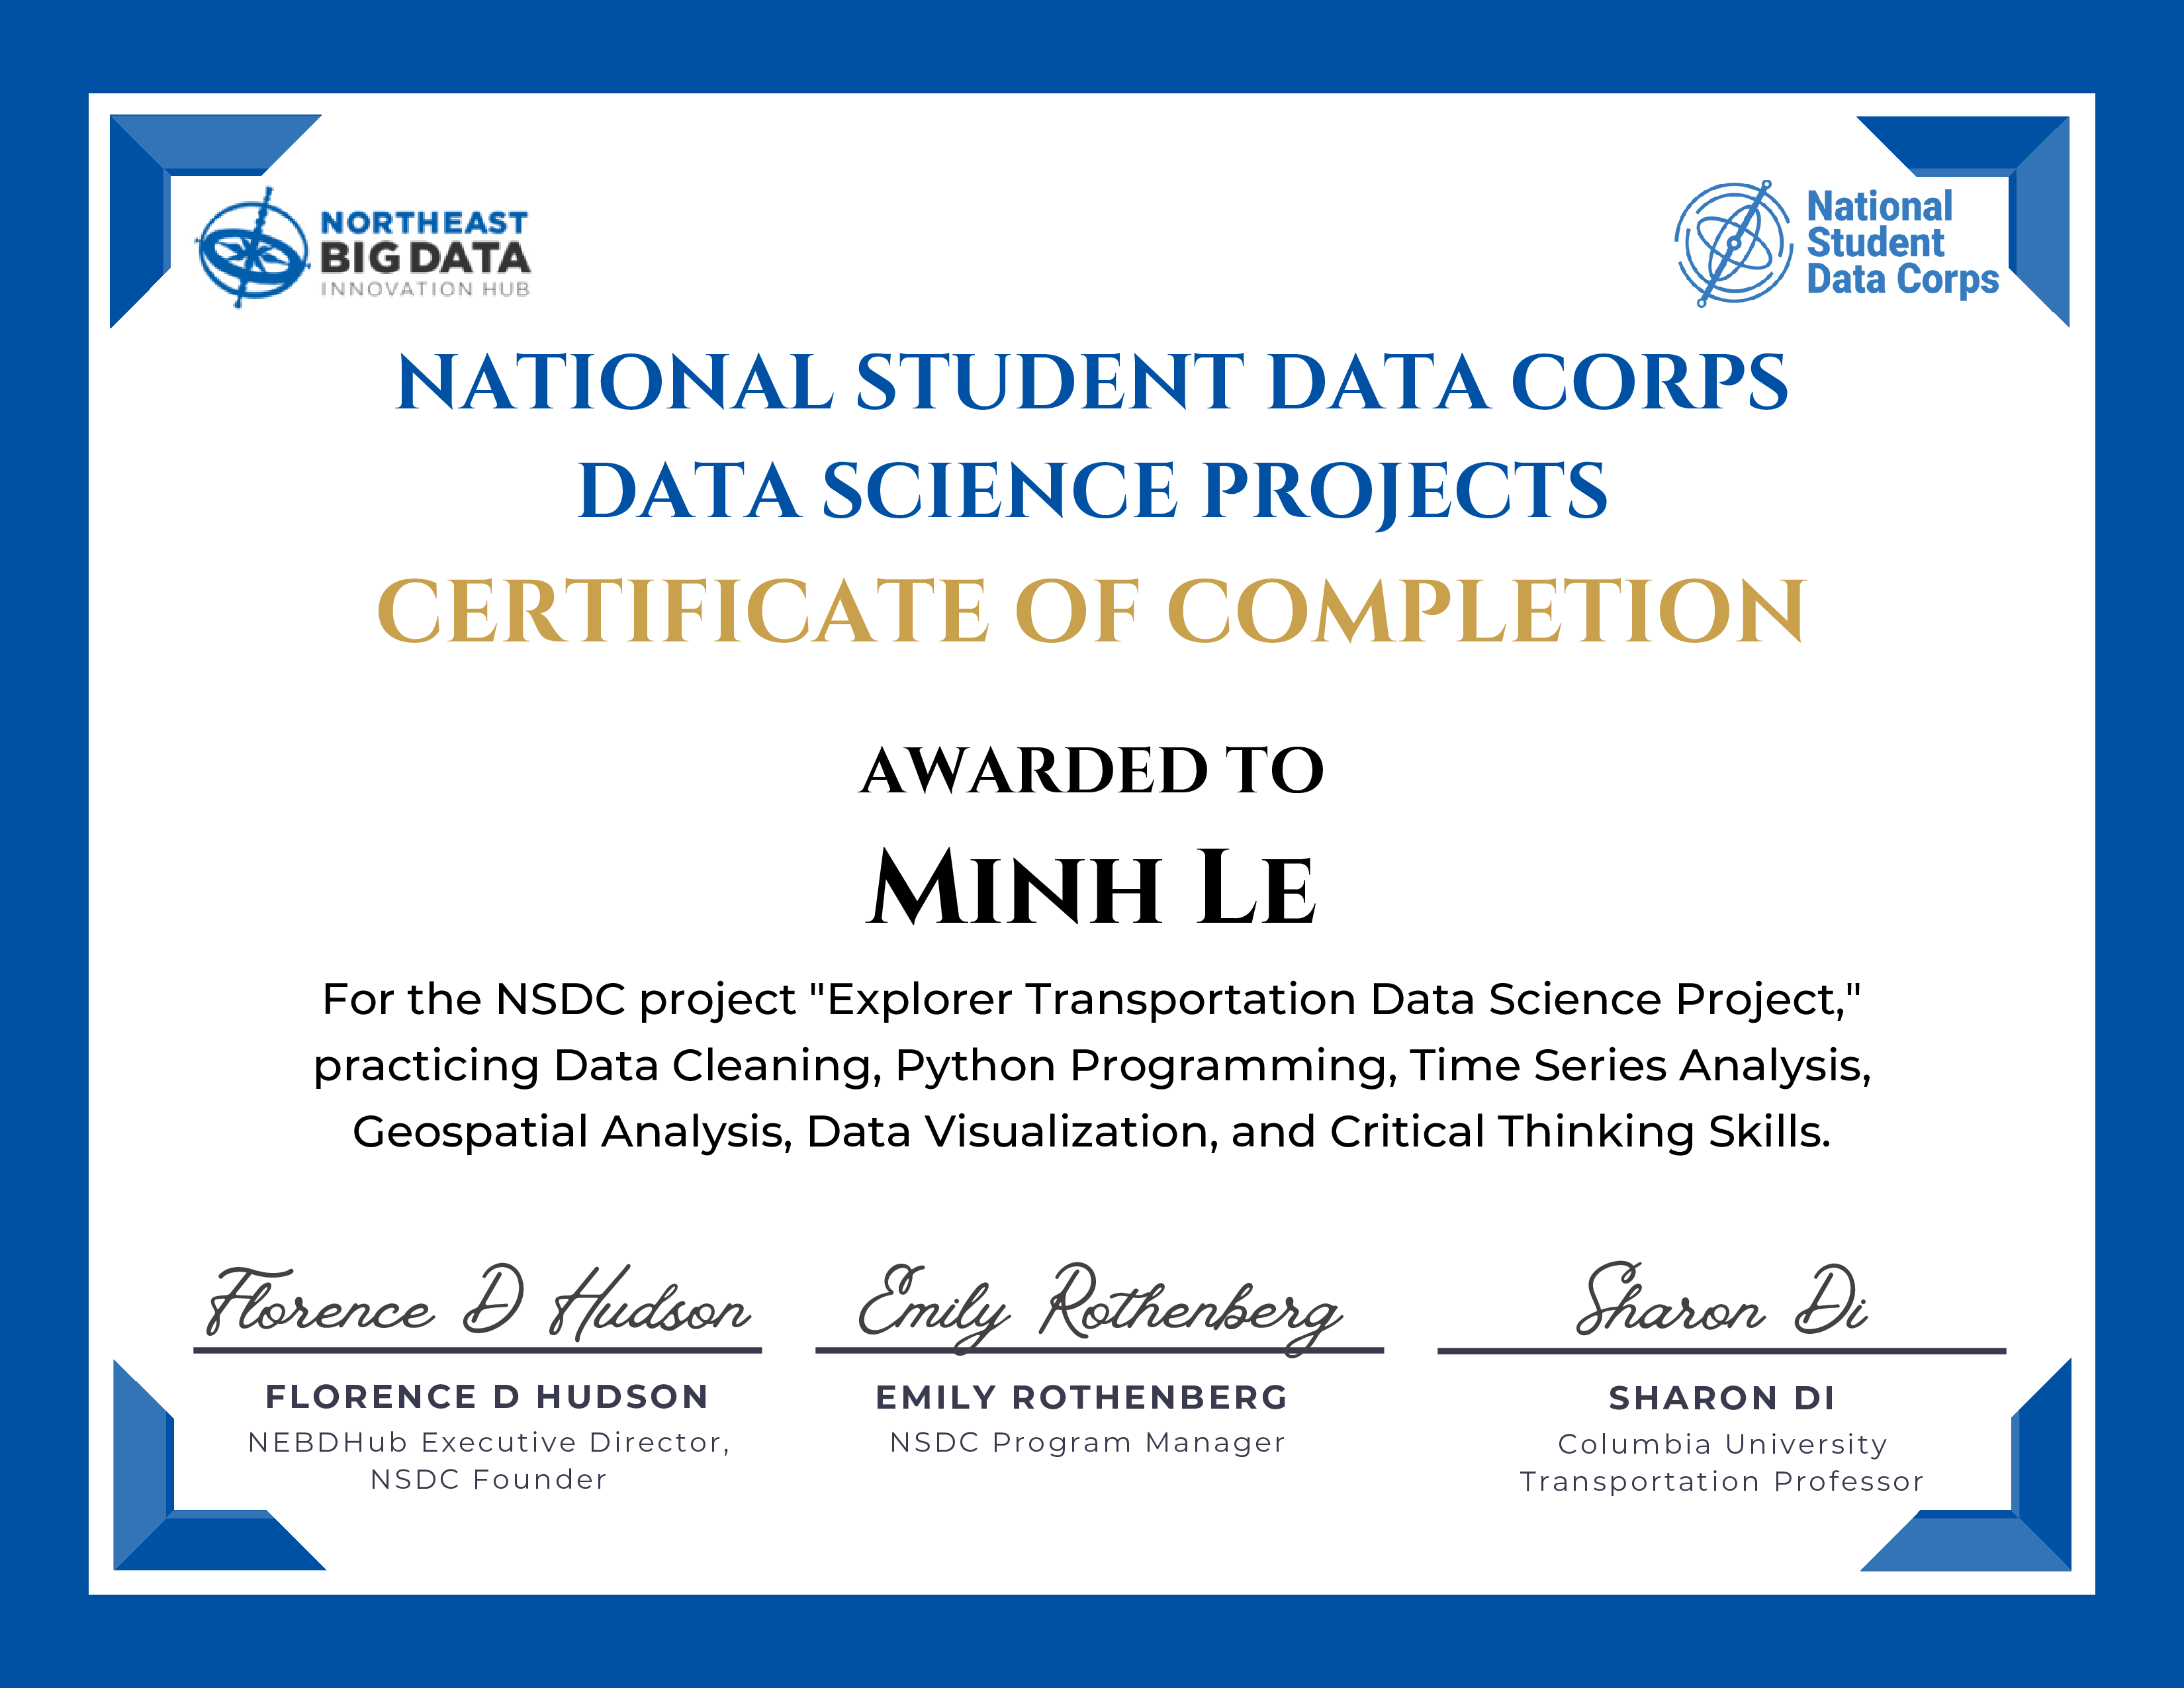 NORTHEAST
BIG DATA
INNOVATION HUB
National
Student
Data Corps
NATIONAL STUDENT DATA CORPS
DATA SCIENCE PROJECTS
CERTIFICATE OF COMPLETION
AWARDED TO
MINH LE
For the NSDC project "Explorer Transportation Data Science Project,"
practicing Data Cleaning, Python Programming, Time Series Analysis,
Geospatial Analysis, Data Visualization, and Critical Thinking Skills.
Florence D Hudson
FLORENCE D HUDSON
NEBDHub Executive Director,
NSDC Founder
Emily Rothenberg
EMILY ROTHENBERG
NSDC Program Manager
Sharon Di
SHARON DI
Columbia University
Transportation Professor